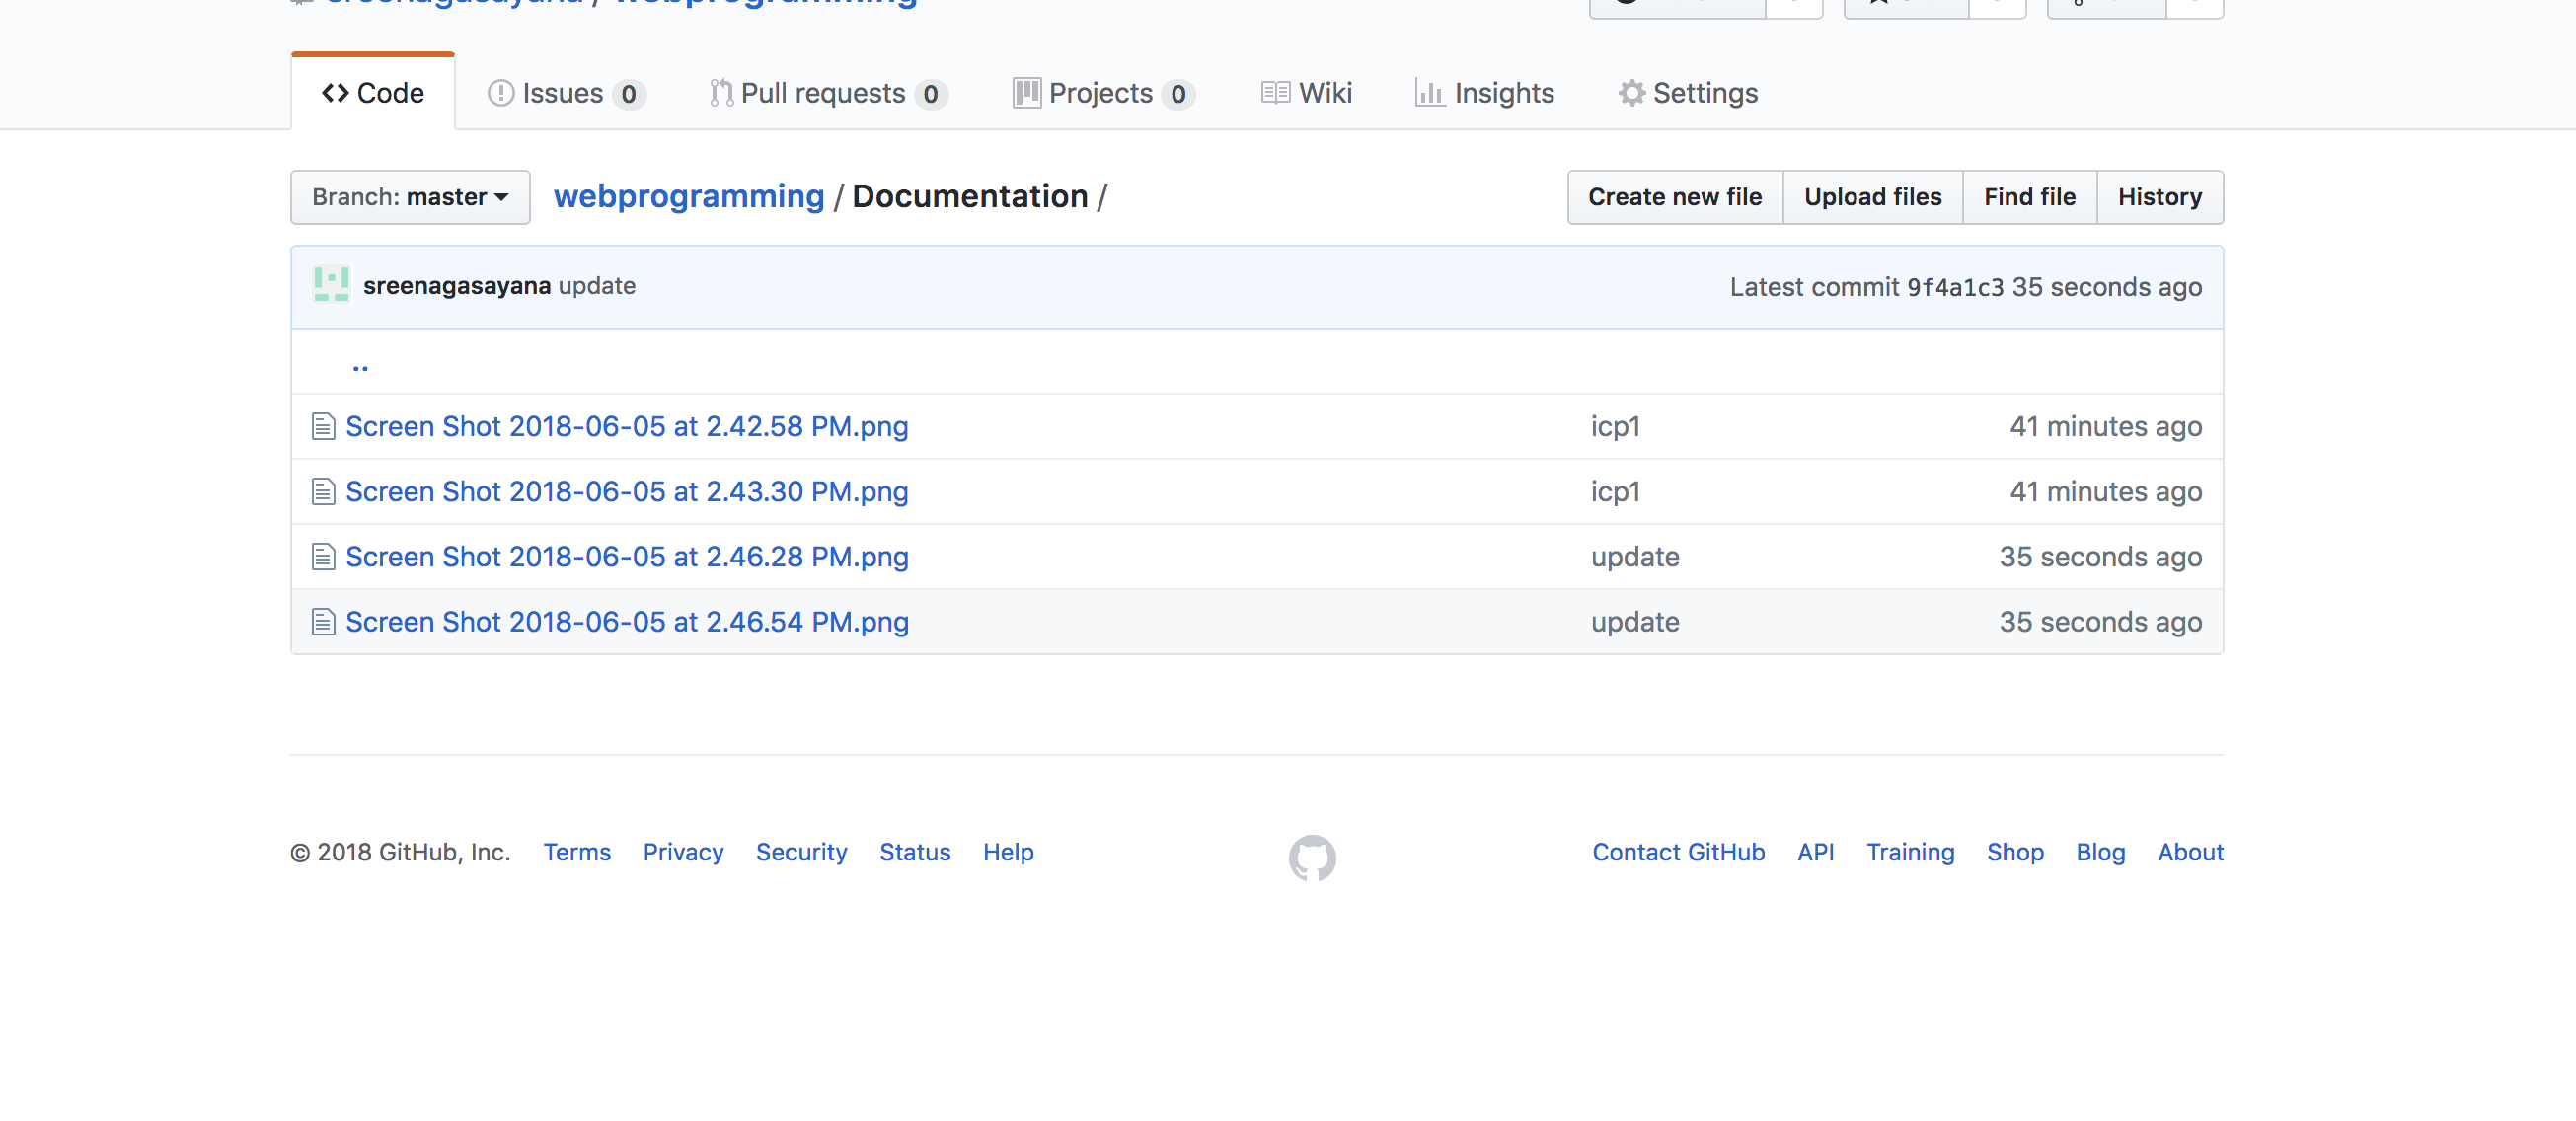 sreenagasayana / webprogramming
Code Issues 0 Pull requests 0 Projects 0 Wiki Insights Settings
Branch: master webprogramming / Documentation / Create new file Upload files Find file History
sreenagasayana update Latest commit 9f4a1c3 35 seconds ago
..
Screen Shot 2018-06-05 at 2.42.58 PM.png icp1 41 minutes ago
Screen Shot 2018-06-05 at 2.43.30 PM.png icp1 41 minutes ago
Screen Shot 2018-06-05 at 2.46.28 PM.png update 35 seconds ago
Screen Shot 2018-06-05 at 2.46.54 PM.png update 35 seconds ago
© 2018 GitHub, Inc. Terms Privacy Security Status Help Contact GitHub API Training Shop Blog About